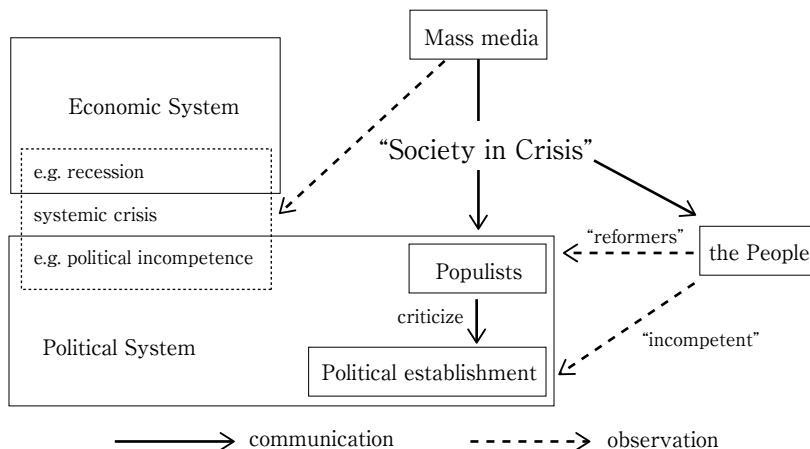 Mass media
Economic System
“Society in Crisis”
e.g. recession
systemic crisis
“reformers”
the People
e.g. political incompetence
Populists
criticize
“incompetent”
Political System
Political establishment
communication
observation